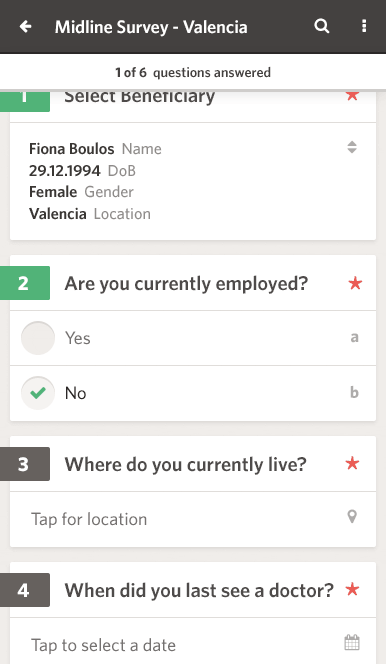 Midline Survey - Valencia
1 of 6 questions answered
1 Select Beneficiary ★
Fiona Boulos Name
29.12.1994 DoB
Female Gender
Valencia Location
2 Are you currently employed? ★
Yes a
No b
3 Where do you currently live? ★
Tap for location
4 When did you last see a doctor? ★
Tap to select a date